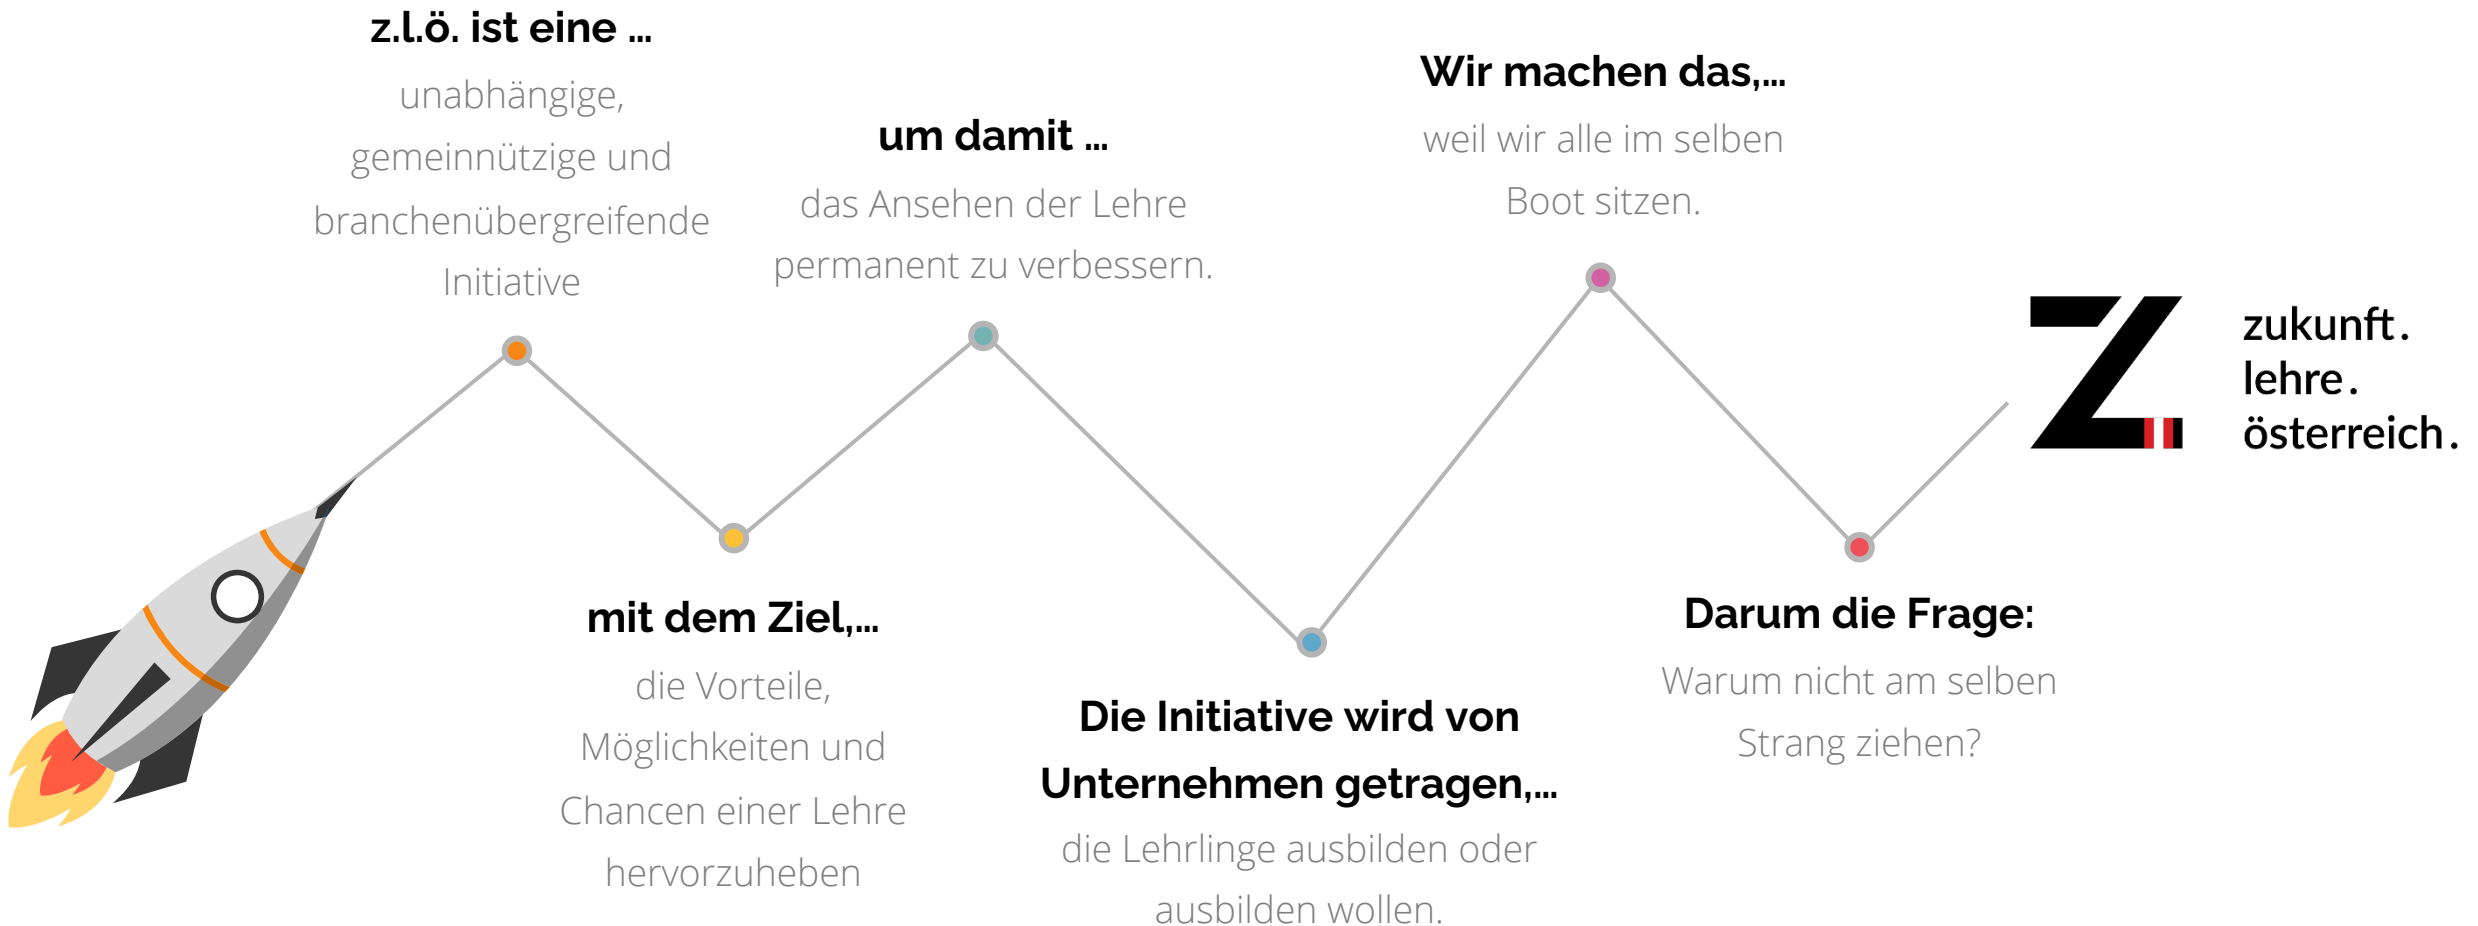 z.l.ö. ist eine ...
unabhängige,
gemeinnützige und
branchenübergreifende
Initiative
mit dem Ziel,...
die Vorteile,
Möglichkeiten und
Chancen einer Lehre
hervorzuheben
um damit ...
das Ansehen der Lehre
permanent zu verbessern.
Die Initiative wird von
Unternehmen getragen,...
die Lehrlinge ausbilden oder
ausbilden wollen.
Wir machen das,...
weil wir alle im selben
Boot sitzen.
Darum die Frage:
Warum nicht am selben
Strang ziehen?
zukunft.
lehre.
österreich.